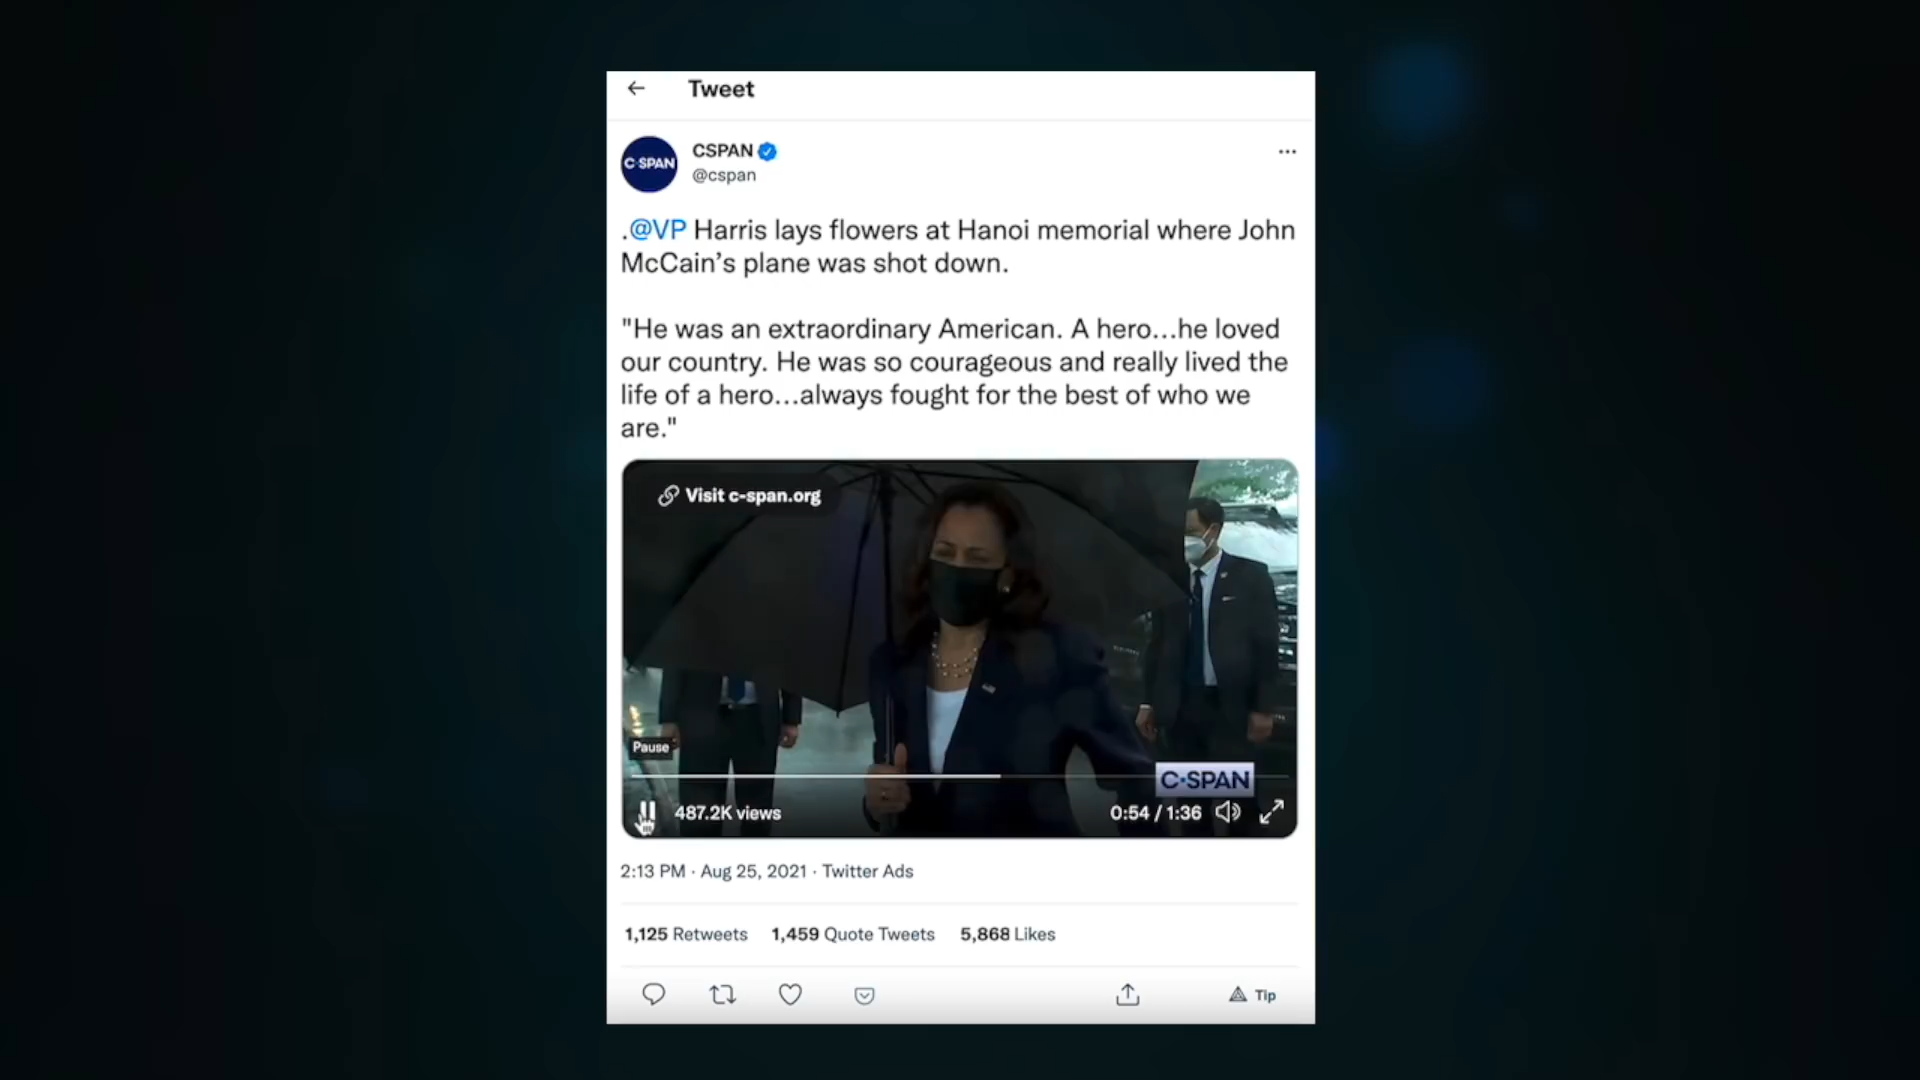 Tweet
C-SPAN
CSPAN
@cspan
.@VP Harris lays flowers at Hanoi memorial where John
McCain’s plane was shot down.
"He was an extraordinary American. A hero...he loved
our country. He was so courageous and really lived the
life of a hero...always fought for the best of who we
are."
Visit c-span.org
Pause
C·SPAN
487.2K views
0:54 / 1:36
2:13 PM · Aug 25, 2021 · Twitter Ads
1,125 Retweets 1,459 Quote Tweets 5,868 Likes
Tip